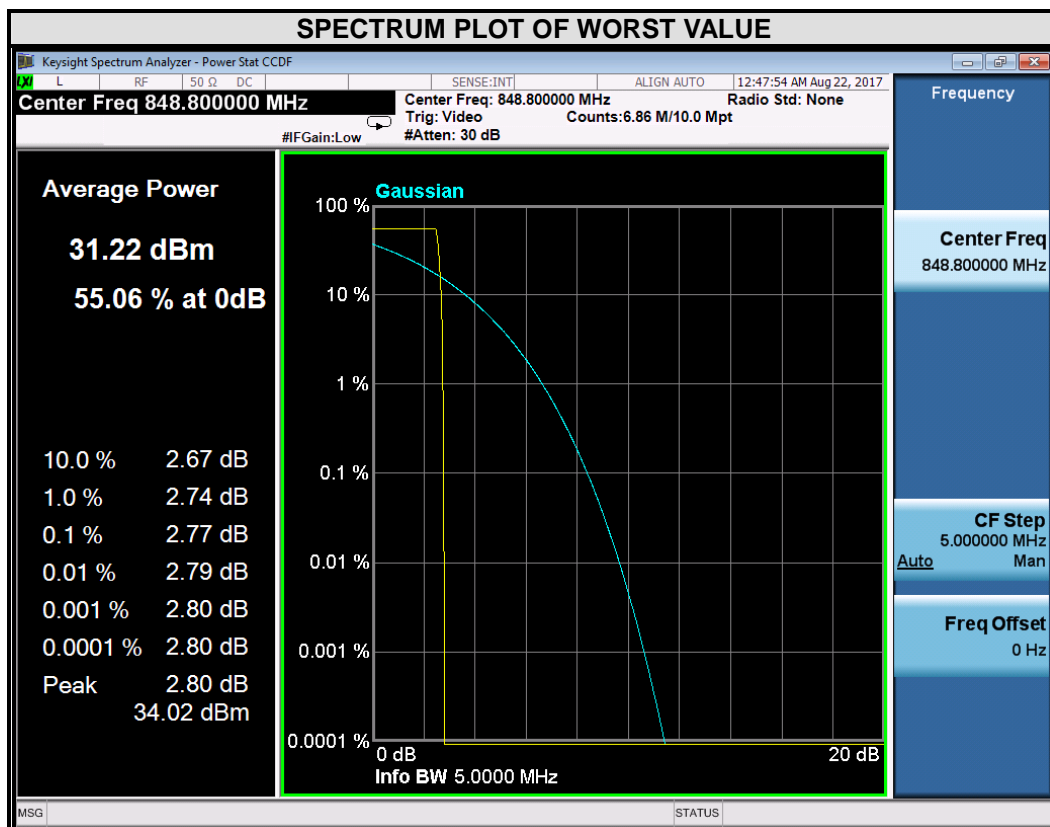 SPECTRUM PLOT OF WORST VALUE
Keysight Spectrum Analyzer - Power Stat CCDF
LXI L RF 50 Ω DC SENSE:INT ALIGN AUTO 12:47:54 AM Aug 22, 2017
Center Freq 848.800000 MHz
Center Freq: 848.800000 MHz Radio Std: None
Trig: Video Counts:6.86 M/10.0 Mpt
#IFGain:Low #Atten: 30 dB
Frequency
Average Power
31.22 dBm
55.06 % at 0dB
10.0 % 2.67 dB
1.0 % 2.74 dB
0.1 % 2.77 dB
0.01 % 2.79 dB
0.001 % 2.80 dB
0.0001 % 2.80 dB
Peak 2.80 dB
34.02 dBm
Gaussian
100 %
10 %
1 %
0.1 %
0.01 %
0.001 %
0.0001 %
0 dB 20 dB
Info BW 5.0000 MHz
Center Freq
848.800000 MHz
CF Step
5.000000 MHz
Auto Man
Freq Offset
0 Hz
MSG STATUS